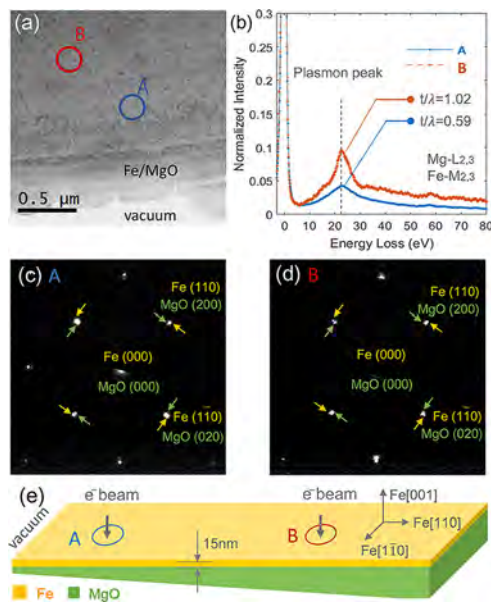 (a)
B
A
Fe/MgO
0.5 μm
vacuum
(b)
Normalized Intensity
0.3
0.25
0.2
0.15
0.1
0.05
0
A
B
Plasmon peak
t/λ=1.02
t/λ=0.59
Mg-L2,3
Fe-M2,3
0 10 20 30 40 50 60 70 80
Energy Loss (eV)
(c) A
Fe (110)
MgO (200)
Fe (000)
MgO (000)
Fe (11̄0)
MgO (020)
(d) B
Fe (110)
MgO (200)
Fe (000)
MgO (000)
Fe (11̄0)
MgO (020)
(e)
e⁻ beam
e⁻ beam
vacuum
A
B
15nm
Fe[001]
Fe[110]
Fe[11̄0]
Fe
MgO